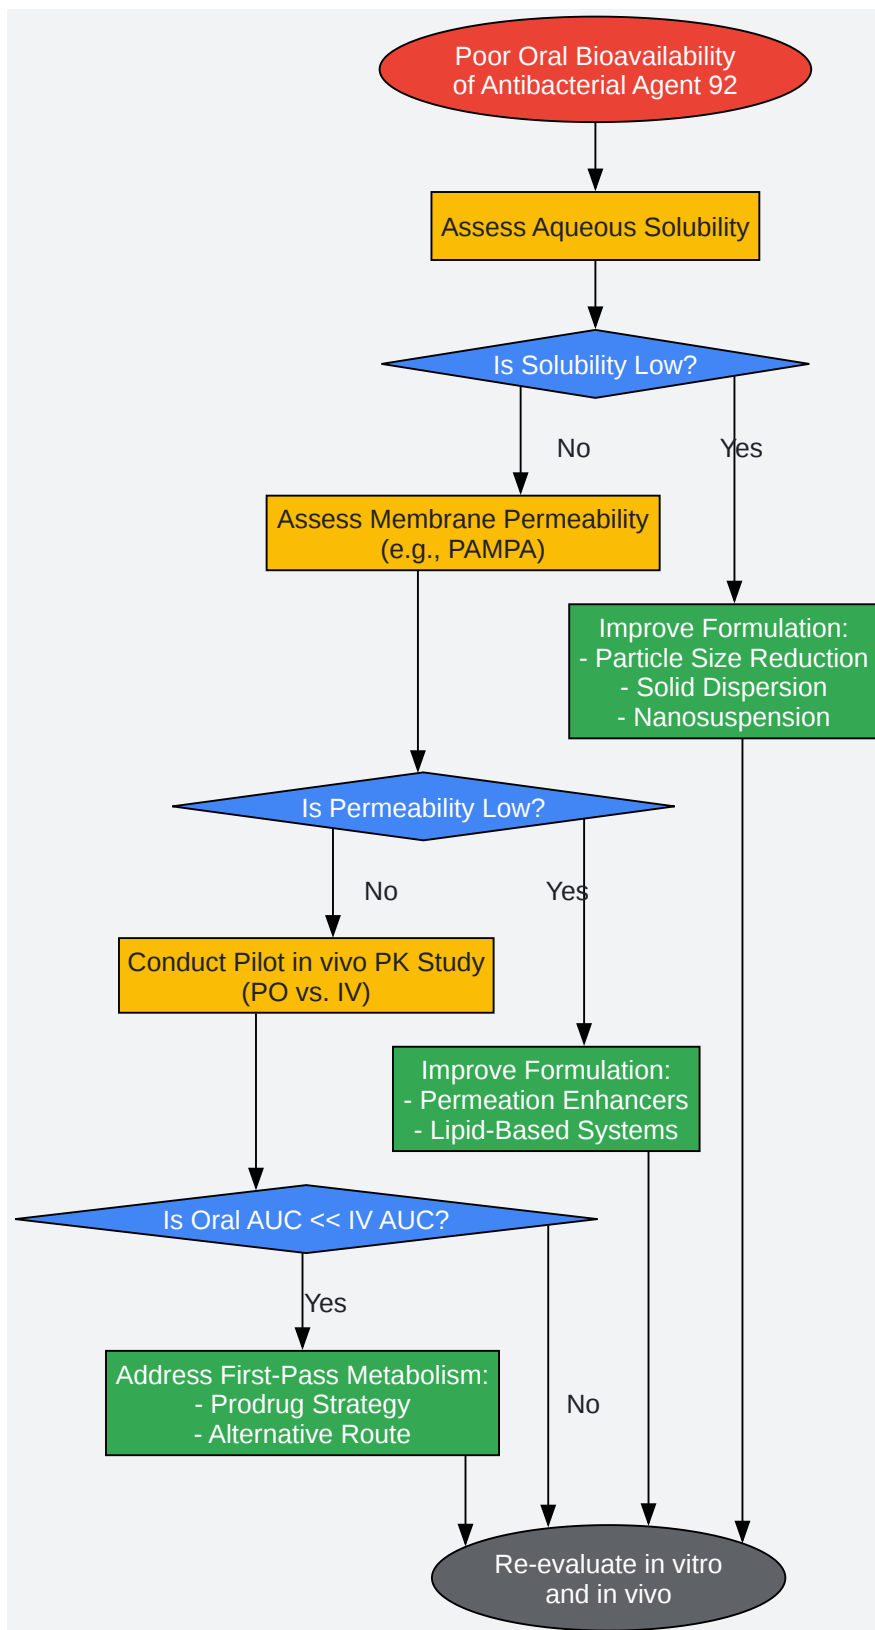 Poor Oral Bioavailability
of Antibacterial Agent 92
Assess Aqueous Solubility
Is Solubility Low?
No
Yes
Assess Membrane Permeability
(e.g., PAMPA)
Improve Formulation:
- Particle Size Reduction
- Solid Dispersion
- Nanosuspension
Is Permeability Low?
No
Yes
Conduct Pilot in vivo PK Study
(PO vs. IV)
Improve Formulation:
- Permeation Enhancers
- Lipid-Based Systems
Is Oral AUC << IV AUC?
Yes
Address First-Pass Metabolism:
- Prodrug Strategy
- Alternative Route
No
Re-evaluate in vitro
and in vivo